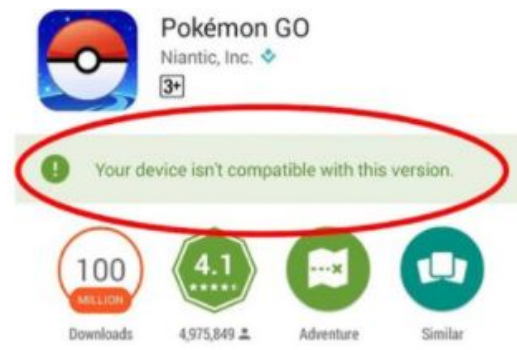 Pokémon GO
Niantic, Inc.
3+
! Your device isn't compatible with this version.
100
MILLION
4.1
Downloads
4,975,849
Adventure
Similar